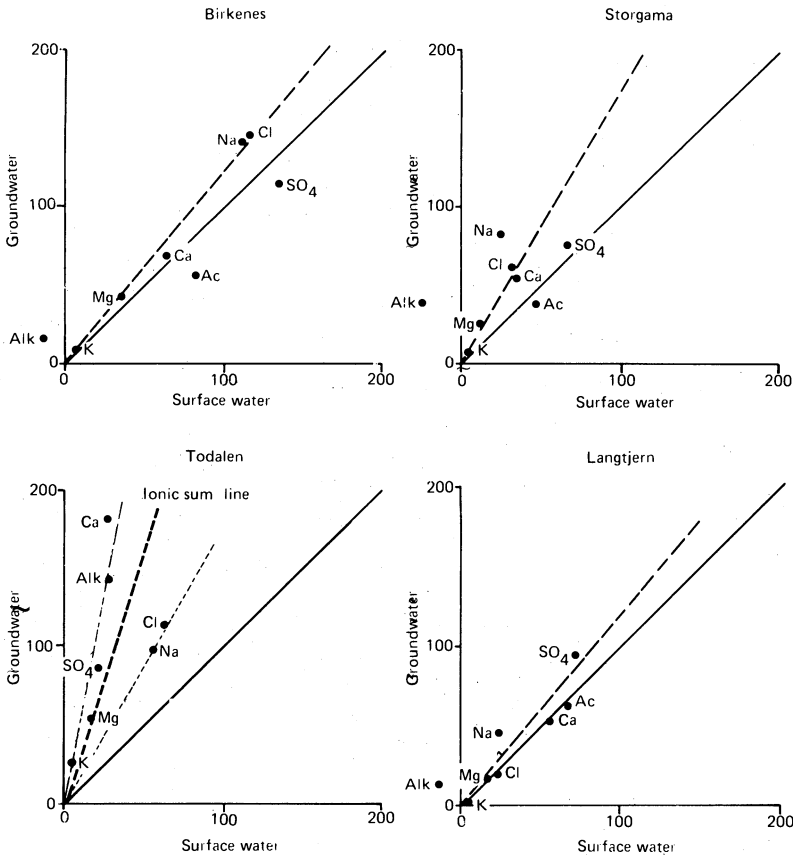 Birkenes
200
Groundwater
100
0
Na
Cl
SO4
Ca
Ac
Mg
Alk
K
0 100 200
Surface water
Storgama
200
Groundwater
100
0
Na
SO4
Cl
Ca
Alk
Ac
Mg
K
0 100 200
Surface water
Todalen
200
Groundwater
100
0
Ionic sum line
Ca
Alk
Cl
Na
SO4
Mg
K
0 100 200
Surface water
Langtjern
200
Groundwater
100
0
SO4
Ac
Ca
Na
Mg
Cl
Alk
K
0 100 200
Surface water